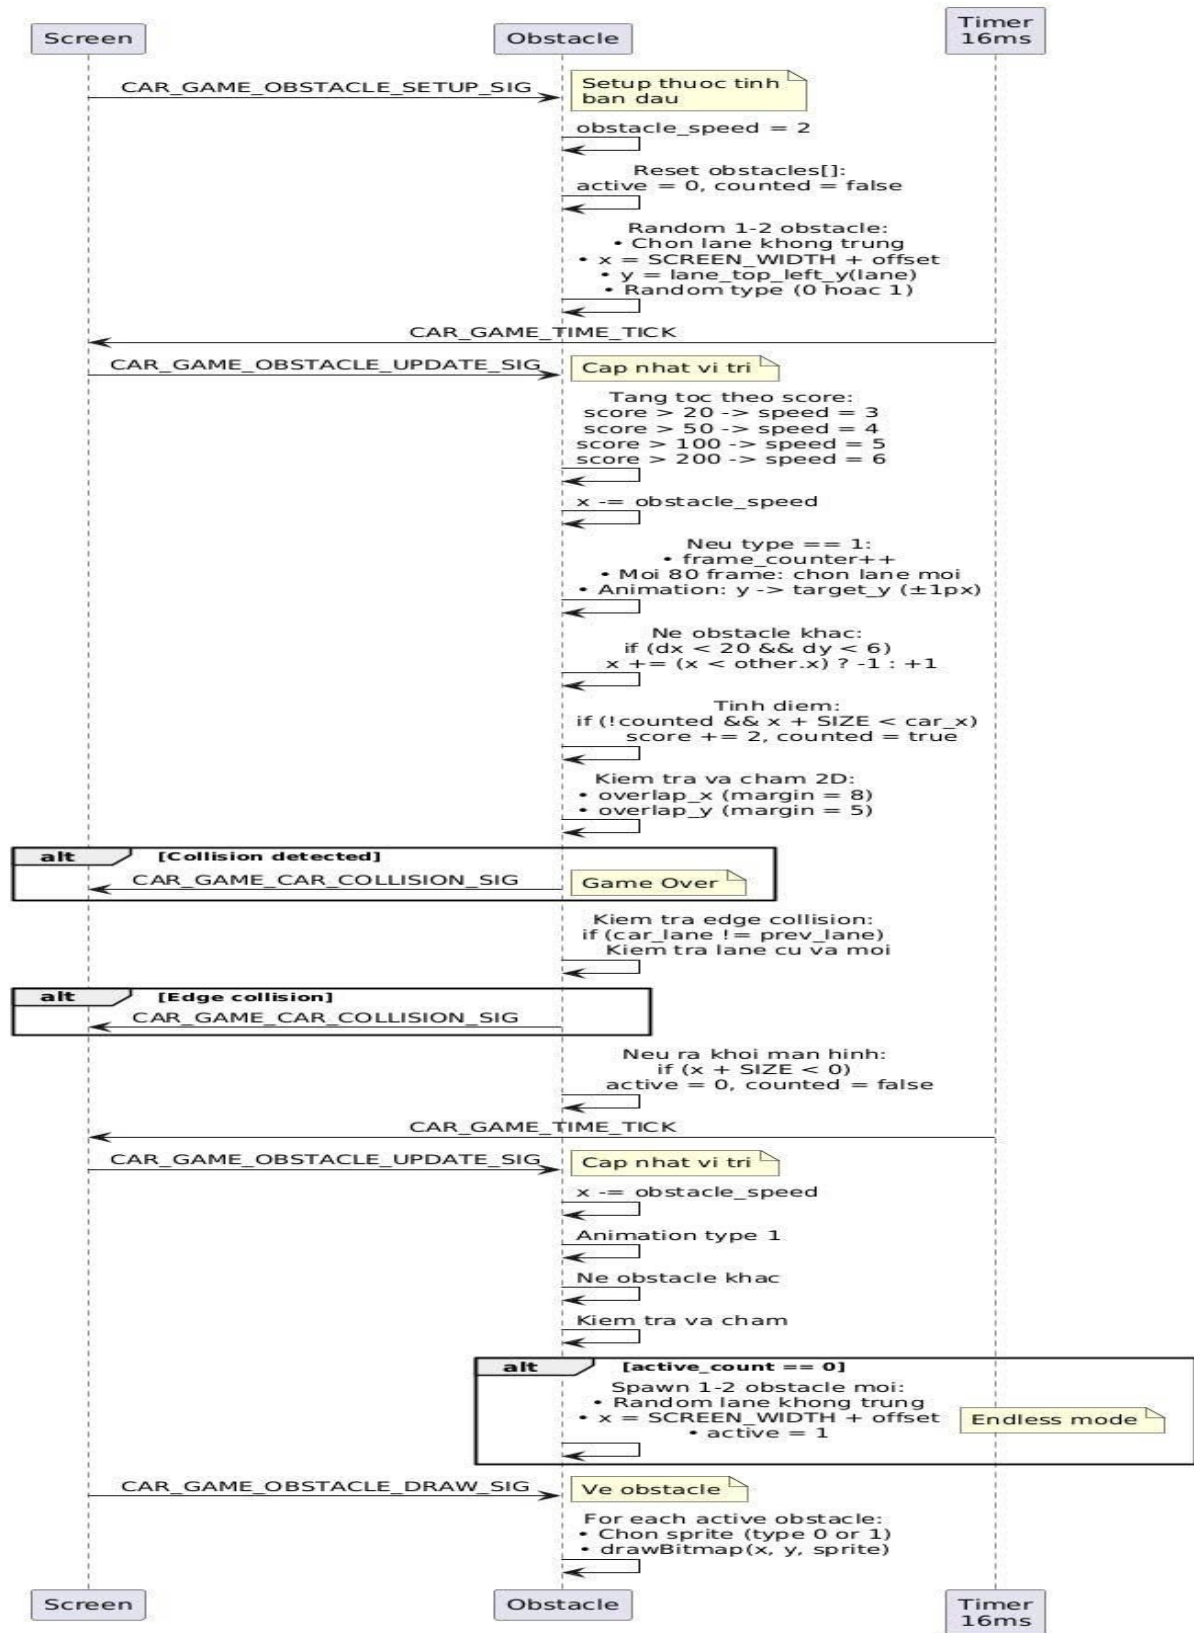 Screen
Obstacle
Timer
16ms
CAR_GAME_OBSTACLE_SETUP_SIG
Setup thuoc tinh
ban dau
obstacle_speed = 2
Reset obstacles[]:
active = 0, counted = false
Random 1-2 obstacle:
• Chon lane khong trung
• x = SCREEN_WIDTH + offset
• y = lane_top_left_y(lane)
• Random type (0 hoac 1)
CAR_GAME_TIME_TICK
CAR_GAME_OBSTACLE_UPDATE_SIG
Cap nhat vi tri
Tang toc theo score:
score > 20 -> speed = 3
score > 50 -> speed = 4
score > 100 -> speed = 5
score > 200 -> speed = 6
x -= obstacle_speed
Neu type == 1:
• frame_counter++
• Moi 80 frame: chon lane moi
• Animation: y -> target_y (±1px)
Ne obstacle khac:
if (dx < 20 && dy < 6)
x += (x < other.x) ? -1 : +1
Tinh diem:
if (!counted && x + SIZE < car_x)
score += 2, counted = true
Kiem tra va cham 2D:
• overlap_x (margin = 8)
• overlap_y (margin = 5)
alt [Collision detected]
CAR_GAME_CAR_COLLISION_SIG
Game Over
Kiem tra edge collision:
if (car_lane != prev_lane)
Kiem tra lane cu va moi
alt [Edge collision]
CAR_GAME_CAR_COLLISION_SIG
Neu ra khoi man hinh:
if (x + SIZE < 0)
active = 0, counted = false
CAR_GAME_TIME_TICK
CAR_GAME_OBSTACLE_UPDATE_SIG
Cap nhat vi tri
x -= obstacle_speed
Animation type 1
Ne obstacle khac
Kiem tra va cham
alt [active_count == 0]
Spawn 1-2 obstacle moi:
• Random lane khong trung
• x = SCREEN_WIDTH + offset
• active = 1
Endless mode
CAR_GAME_OBSTACLE_DRAW_SIG
Ve obstacle
For each active obstacle:
• Chon sprite (type 0 or 1)
• drawBitmap(x, y, sprite)
Screen
Obstacle
Timer
16ms